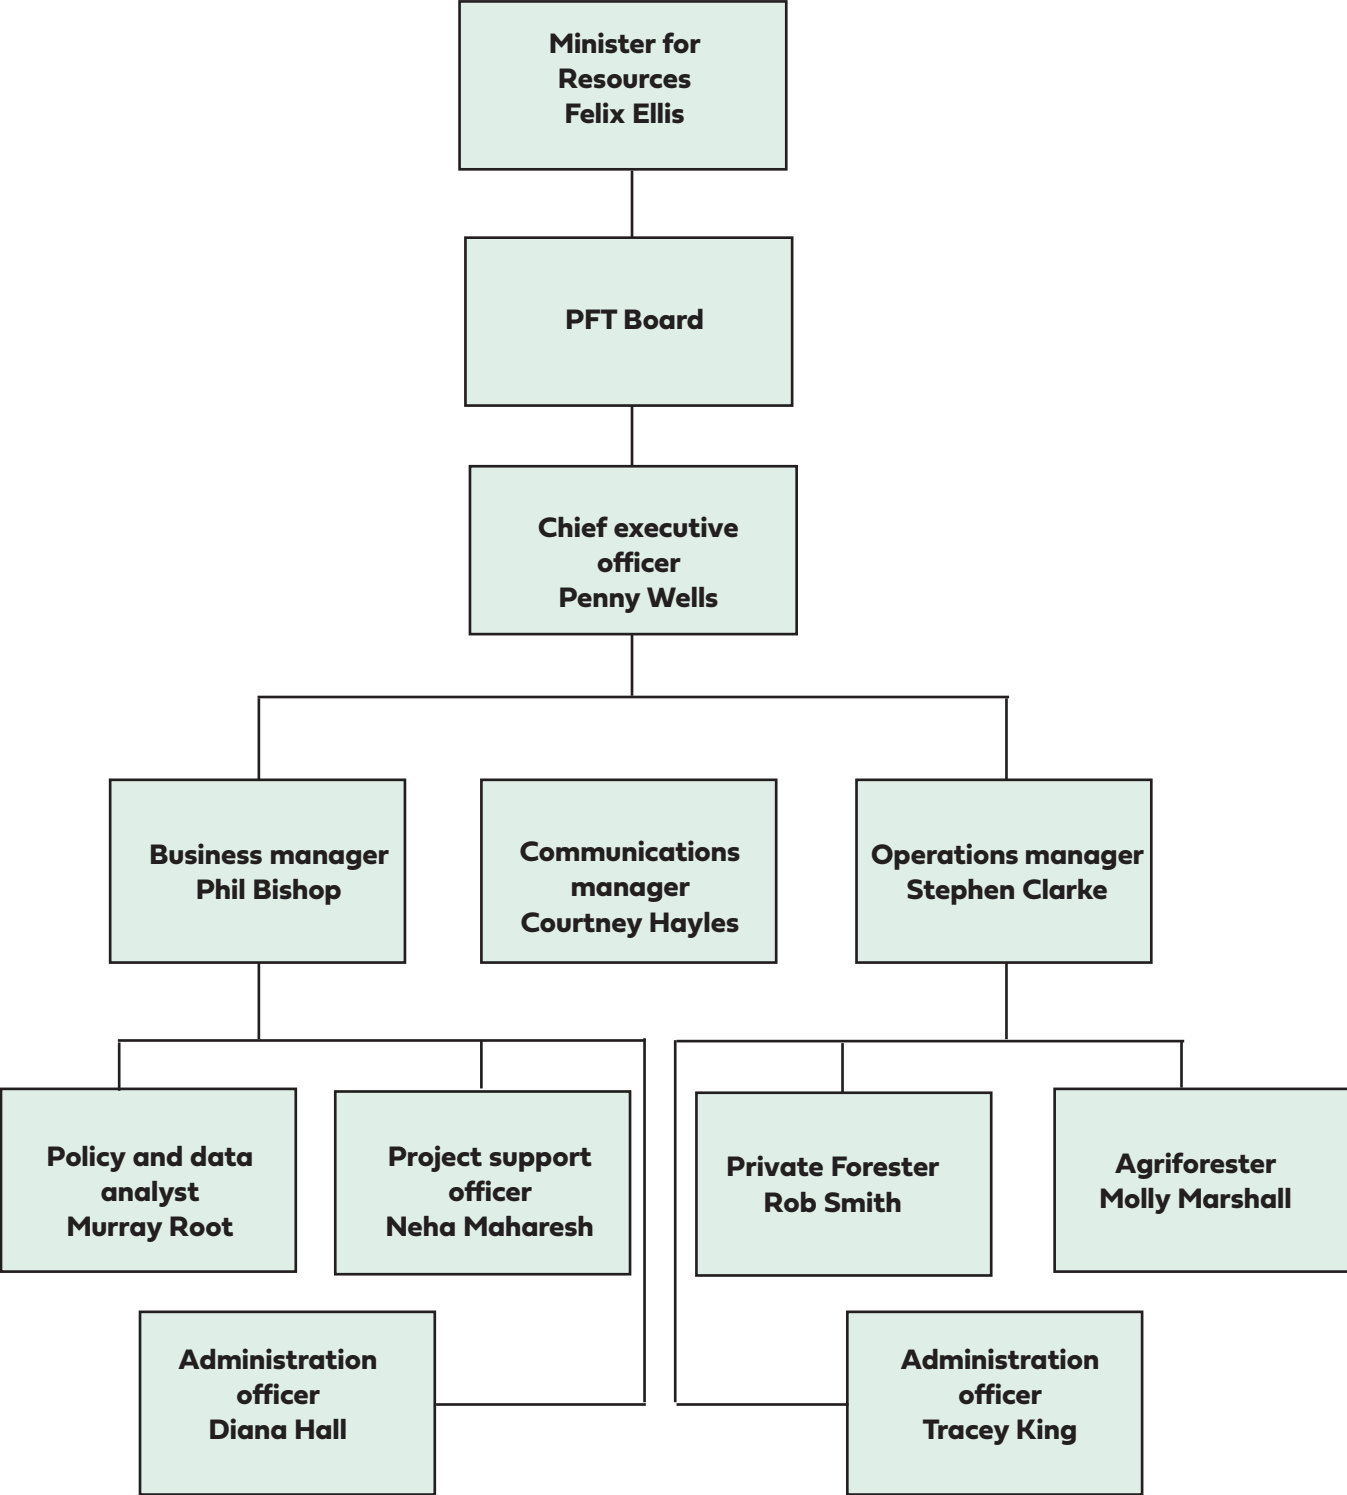 Minister for
Resources
Felix Ellis
PFT Board
Chief executive
officer
Penny Wells
Business manager
Phil Bishop
Communications
manager
Courtney Hayles
Operations manager
Stephen Clarke
Policy and data
analyst
Murray Root
Project support
officer
Neha Maharesh
Private Forester
Rob Smith
Agriforester
Molly Marshall
Administration
officer
Diana Hall
Administration
officer
Tracey King